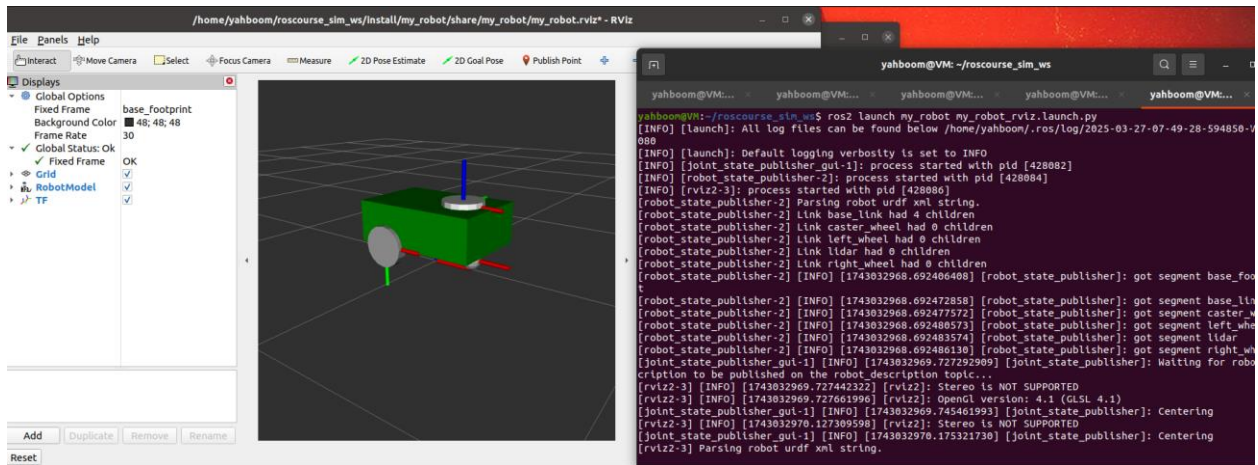 /home/yahboom/roscourse_sim_ws/install/my_robot/share/my_robot/my_robot.rviz* - RViz
File Panels Help
Interact Move Camera Select Focus Camera Measure 2D Pose Estimate 2D Goal Pose Publish Point
Displays
Global Options
Fixed Frame base_footprint
Background Color 48; 48; 48
Frame Rate 30
Global Status: Ok
Fixed Frame OK
Grid
RobotModel
TF
Add Duplicate Remove Rename
Reset
yahboom@VM: ~/roscourse_sim_ws
yahboom@VM:... yahboom@VM:... yahboom@VM:... yahboom@VM:... yahboom@VM:...
yahboom@VM:~/roscourse_sim_ws$ ros2 launch my_robot my_robot_rviz.launch.py
[INFO] [launch]: All log files can be found below /home/yahboom/.ros/log/2025-03-27-07-49-28-594850-V
080
[INFO] [launch]: Default logging verbosity is set to INFO
[INFO] [joint_state_publisher_gui-1]: process started with pid [428082]
[INFO] [robot_state_publisher-2]: process started with pid [428084]
[INFO] [rviz2-3]: process started with pid [428086]
[robot_state_publisher-2] Parsing robot urdf xml string.
[robot_state_publisher-2] Link base_link had 4 children
[robot_state_publisher-2] Link caster_wheel had 0 children
[robot_state_publisher-2] Link left_wheel had 0 children
[robot_state_publisher-2] Link lidar had 0 children
[robot_state_publisher-2] Link right_wheel had 0 children
[robot_state_publisher-2] [INFO] [1743032968.692406408] [robot_state_publisher]: got segment base_foo
t
[robot_state_publisher-2] [INFO] [1743032968.692472858] [robot_state_publisher]: got segment base_lin
[robot_state_publisher-2] [INFO] [1743032968.692477572] [robot_state_publisher]: got segment caster_w
[robot_state_publisher-2] [INFO] [1743032968.692480573] [robot_state_publisher]: got segment left_whe
[robot_state_publisher-2] [INFO] [1743032968.692483574] [robot_state_publisher]: got segment lidar
[robot_state_publisher-2] [INFO] [1743032968.692486130] [robot_state_publisher]: got segment right_wh
[joint_state_publisher_gui-1] [INFO] [1743032969.727292909] [joint_state_publisher]: Waiting for robo
cription to be published on the robot_description topic...
[rviz2-3] [INFO] [1743032969.727442322] [rviz2]: Stereo is NOT SUPPORTED
[rviz2-3] [INFO] [1743032969.727661996] [rviz2]: OpenGl version: 4.1 (GLSL 4.1)
[joint_state_publisher_gui-1] [INFO] [1743032969.745461993] [joint_state_publisher]: Centering
[rviz2-3] [INFO] [1743032970.127309598] [rviz2]: Stereo is NOT SUPPORTED
[joint_state_publisher_gui-1] [INFO] [1743032970.175321730] [joint_state_publisher]: Centering
[rviz2-3] Parsing robot urdf xml string.